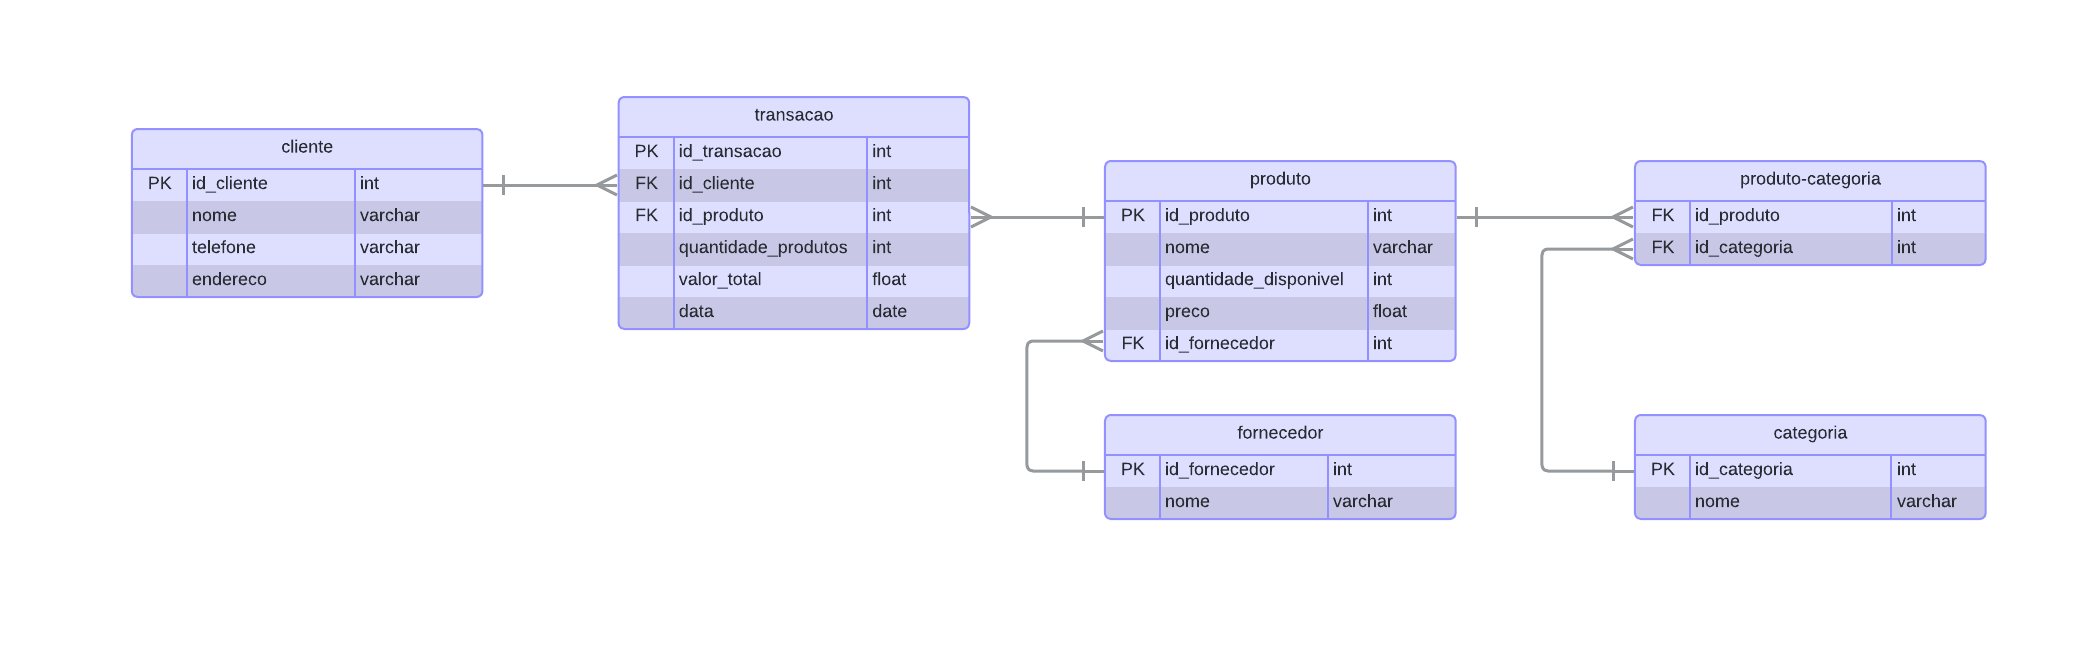 cliente
PK id_cliente int
nome varchar
telefone varchar
endereco varchar
transacao
PK id_transacao int
FK id_cliente int
FK id_produto int
quantidade_produtos int
valor_total float
data date
produto
PK id_produto int
nome varchar
quantidade_disponivel int
preco float
FK id_fornecedor int
fornecedor
PK id_fornecedor int
nome varchar
produto-categoria
FK id_produto int
FK id_categoria int
categoria
PK id_categoria int
nome varchar